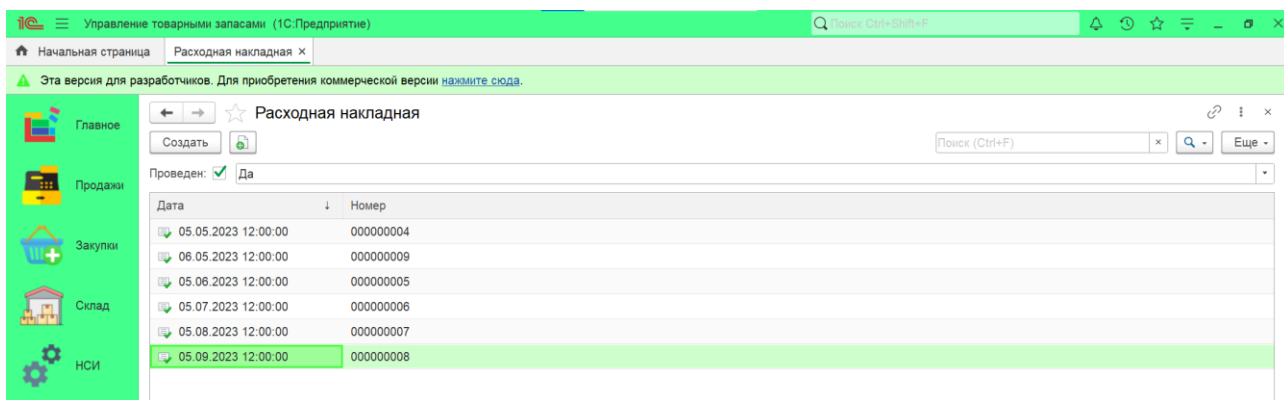 1С Управление товарными запасами (1С:Предприятие) Поиск Ctrl+Shift+F
Начальная страница Расходная накладная ×
Эта версия для разработчиков. Для приобретения коммерческой версии нажмите сюда.
Главное
Продажи
Закупки
Склад
НСИ
Расходная накладная
Создать Поиск (Ctrl+F) × Еще
Проведен: Да
Дата ↓ Номер
05.05.2023 12:00:00 000000004
06.05.2023 12:00:00 000000009
05.06.2023 12:00:00 000000005
05.07.2023 12:00:00 000000006
05.08.2023 12:00:00 000000007
05.09.2023 12:00:00 000000008